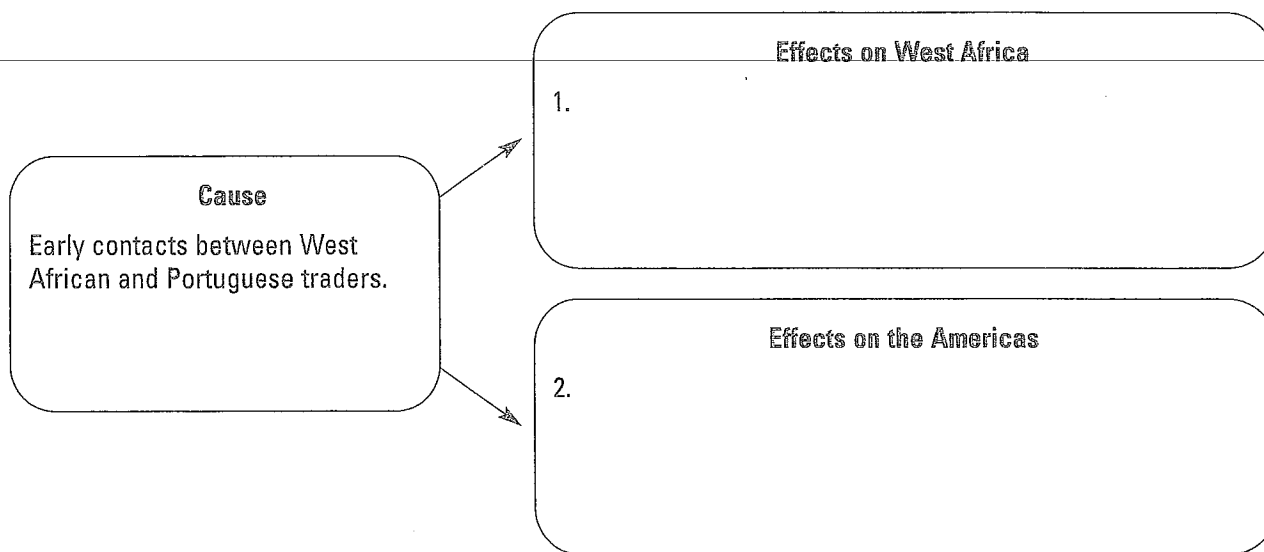 Cause
Early contacts between West
African and Portuguese traders.
Effects on West Africa
1.
Effects on the Americas
2.